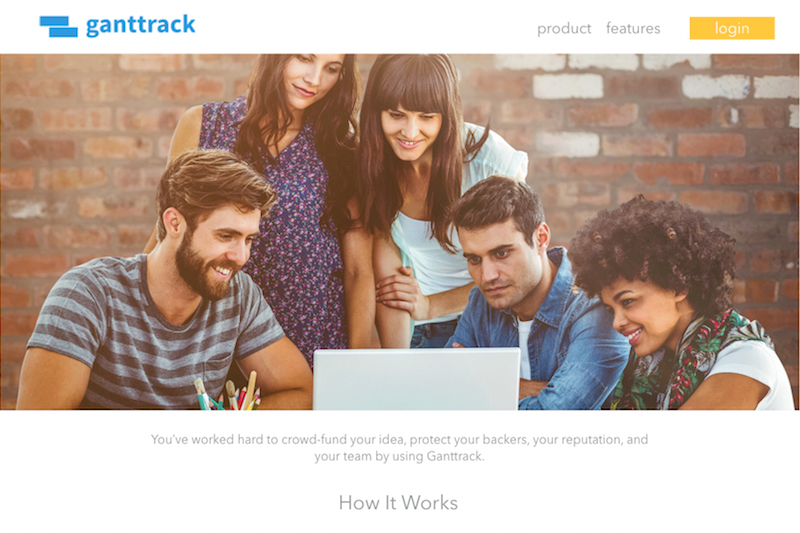 ganttrack
product features login
You've worked hard to crowd-fund your idea, protect your backers, your reputation, and
your team by using Ganttrack.
How It Works